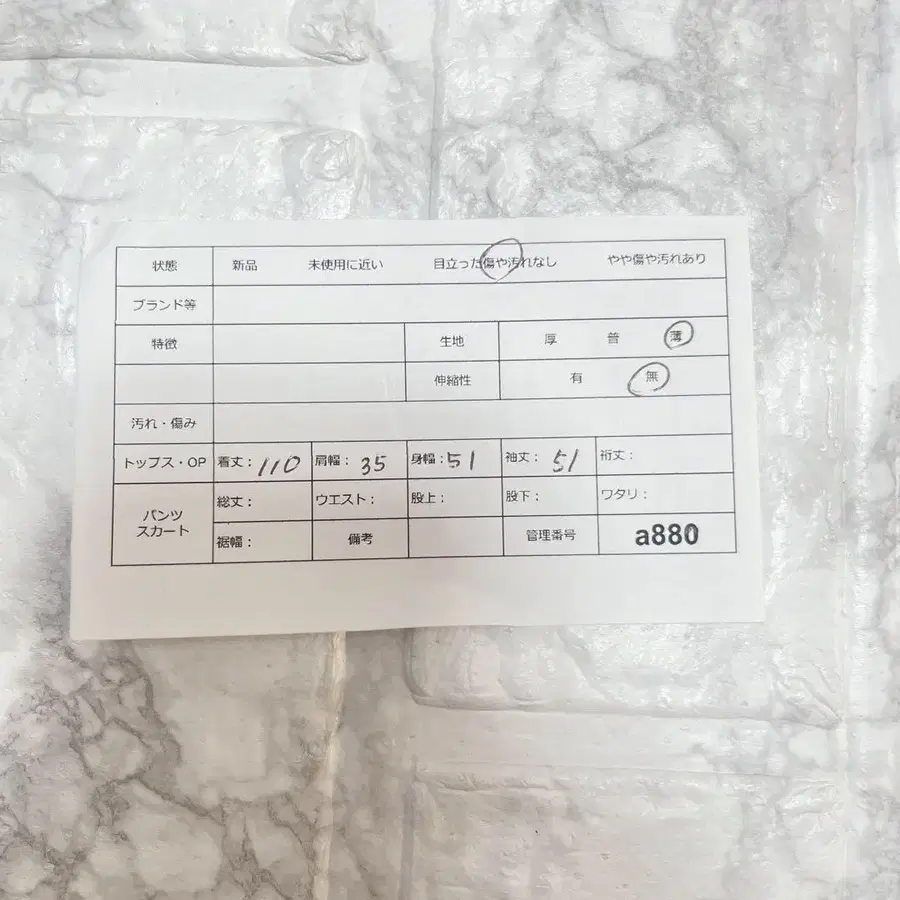 状態 新品 未使用に近い 目立った傷や汚れなし やや傷や汚れあり
ブランド等
特徴 生地 厚 普 薄
伸縮性 有 無
汚れ・傷み
トップス・OP 着丈：110 肩幅：35 身幅：51 袖丈：51 裄丈：
パンツ
スカート
総丈： ウエスト： 股上： 股下： ワタリ：
裾幅： 備考 管理番号 a880